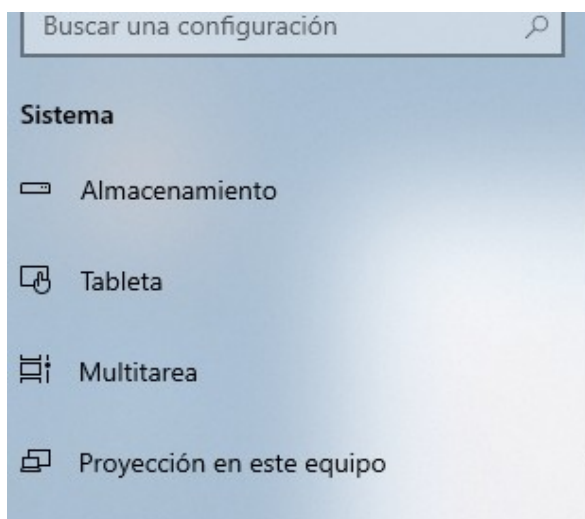 Buscar una configuración
Sistema
Almacenamiento
Tableta
Multitarea
Proyección en este equipo